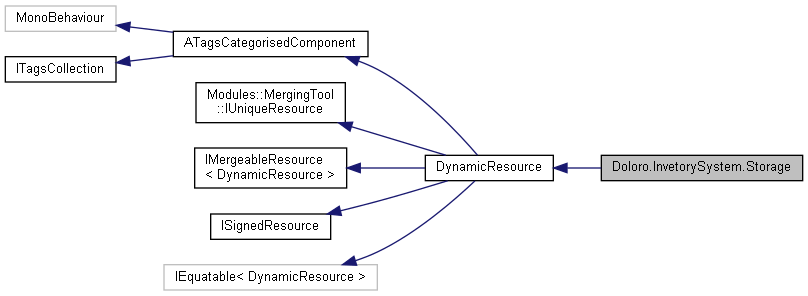 MonoBehaviour
ITagsCollection
ATagsCategorisedComponent
Modules::MergingTool
::IUniqueResource
IMergeableResource
< DynamicResource >
ISignedResource
IEquatable< DynamicResource >
DynamicResource
Doloro.InvetorySystem.Storage